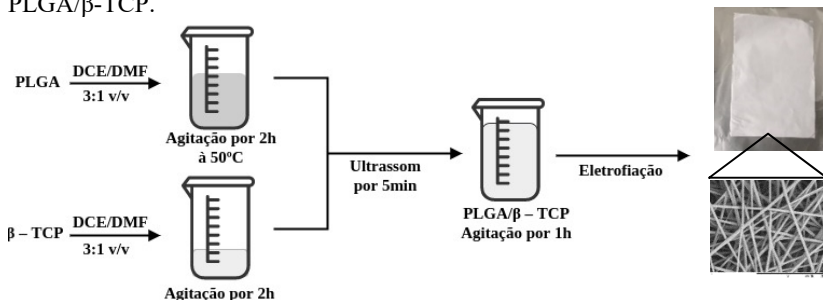 PLGA/β-TCP.
PLGA
DCE/DMF
3:1 v/v
Agitação por 2h
à 50ºC
β – TCP
DCE/DMF
3:1 v/v
Agitação por 2h
Ultrassom
por 5min
PLGA/β – TCP
Agitação por 1h
Eletrofiação